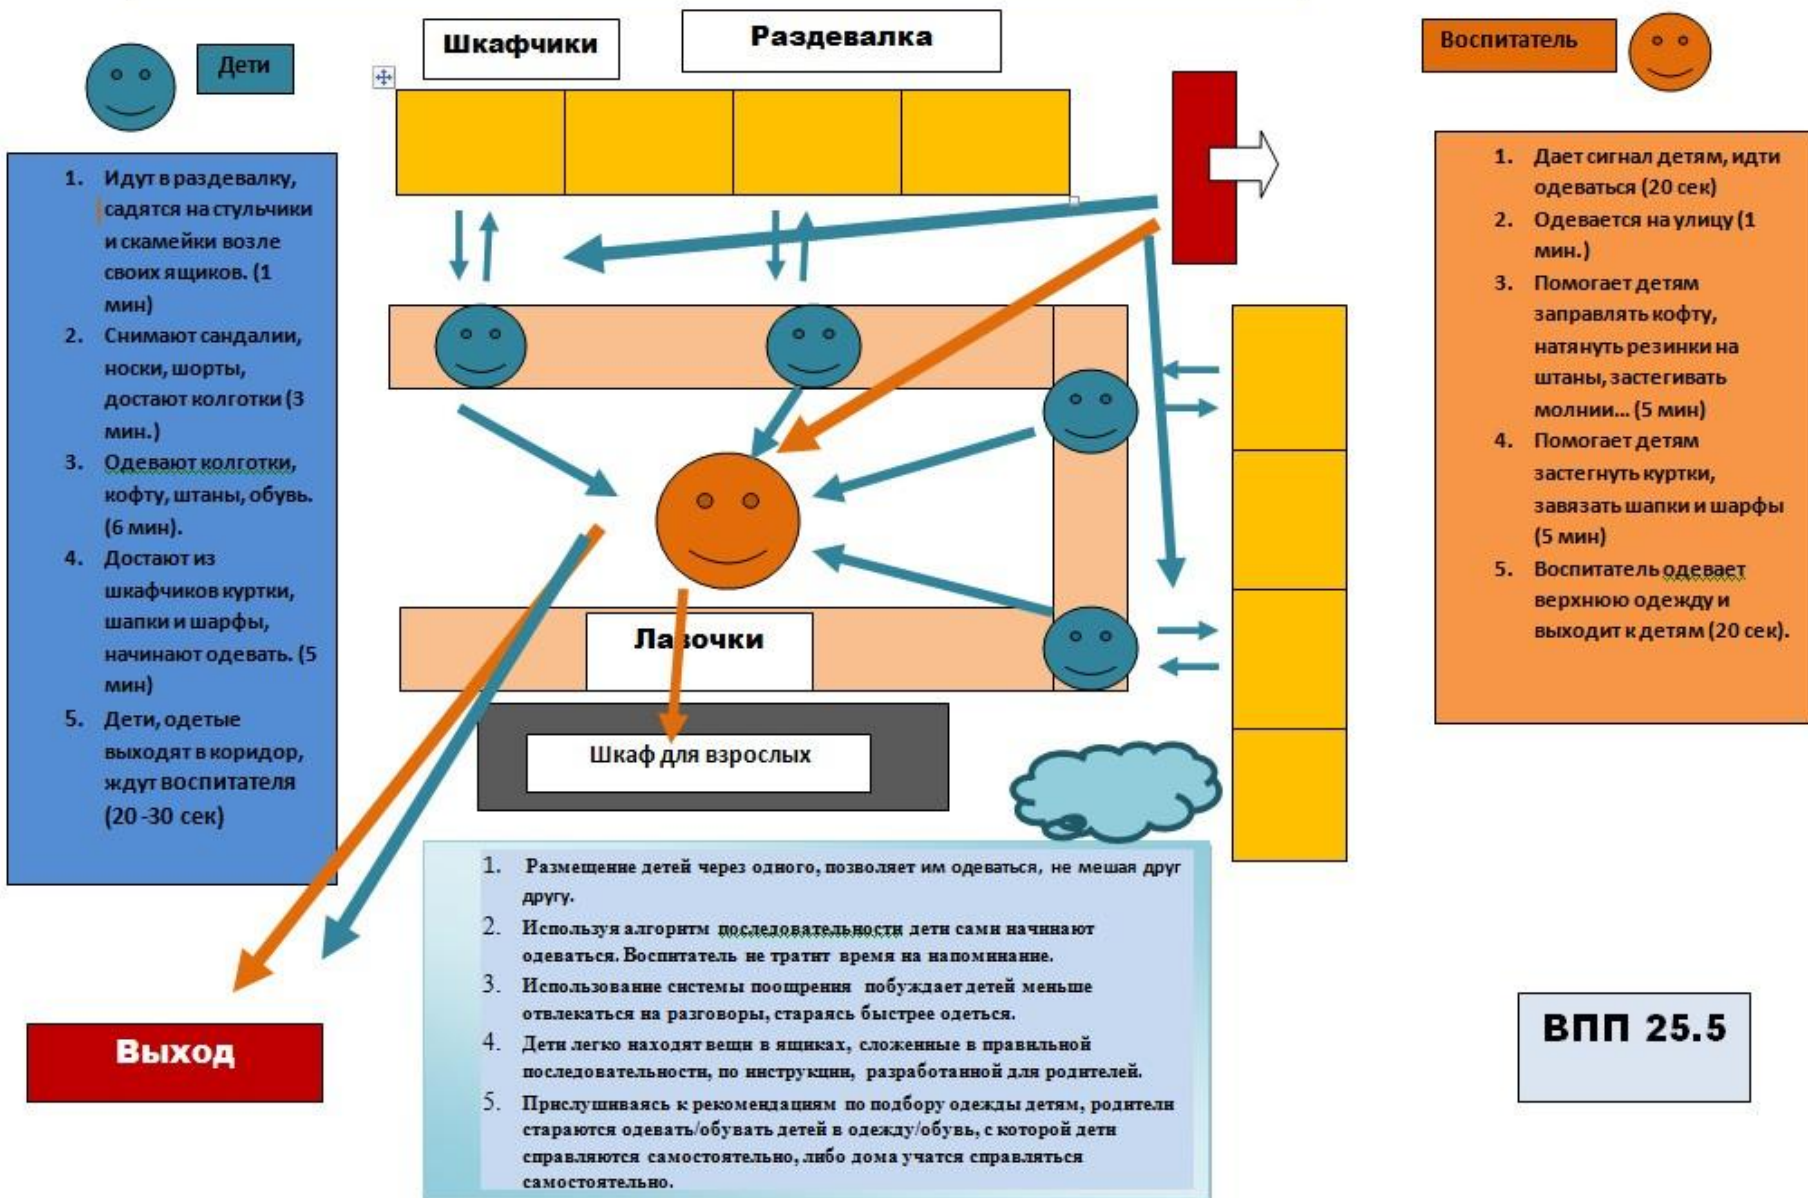 Шкафчики
Раздевалка
Воспитатель
Дети
1. Идут в раздевалку,
садятся на стульчики
и скамейки возле
своих ящиков. (1
мин)
2. Снимают сандалии,
носки, шорты,
достают колготки (3
мин.)
3. Одевают колготки,
кофту, штаны, обувь.
(6 мин).
4. Достают из
шкафчиков куртки,
шапки и шарфы,
начинают одевать. (5
мин)
5. Дети, одетые
выходят в коридор,
ждут воспитателя
(20 -30 сек)
1. Дает сигнал детям, идти
одеваться (20 сек)
2. Одевается на улицу (1
мин.)
3. Помогает детям
заправлять кофту,
натянуть резинки на
штаны, застегивать
молнии... (5 мин)
4. Помогает детям
застегнуть куртки,
завязать шапки и шарфы
(5 мин)
5. Воспитатель одевает
верхнюю одежду и
выходит к детям (20 сек).
Лавочки
Шкаф для взрослых
1. Размещение детей через одного, позволяет им одеваться, не мешая друг
другу.
2. Используя алгоритм последовательности дети сами начинают
одеваться. Воспитатель не тратит время на напоминание.
3. Использование системы поощрения побуждает детей меньше
отвлекаться на разговоры, стараясь быстрее одеться.
4. Дети легко находят вещи в ящиках, сложенные в правильной
последовательности, по инструкции, разработанной для родителей.
5. Прислушиваясь к рекомендациям по подбору одежды детям, родители
стараются одевать/обувать детей в одежду/обувь, с которой дети
справляются самостоятельно, либо дома учатся справляться
самостоятельно.
Выход
ВПП 25.5